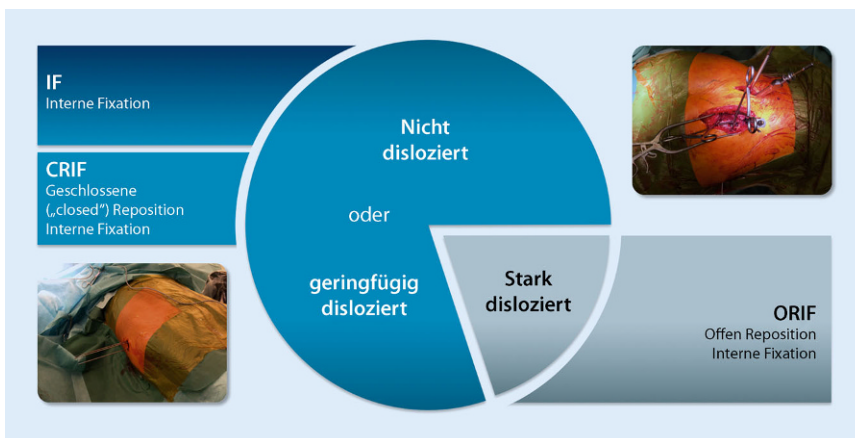 IF
Interne Fixation
CRIF
Geschlossene
(„closed“) Reposition
Interne Fixation
Nicht
disloziert
oder
geringfügig
disloziert
Stark
disloziert
ORIF
Offen Reposition
Interne Fixation